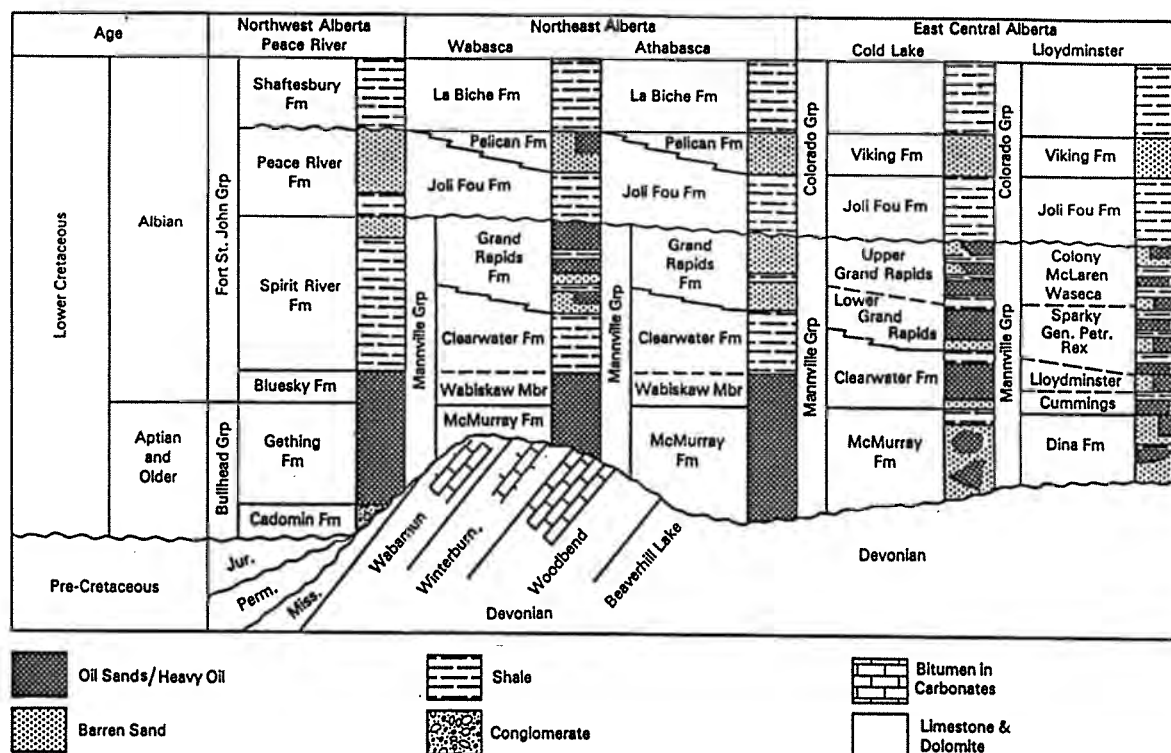 Age
Northwest Alberta
Peace River
Northeast Alberta
Wabasca
Athabasca
East Central Alberta
Cold Lake
Lloydminster
Lower Cretaceous
Albian
Aptian
and
Older
Pre-Cretaceous
Fort St. John Grp
Bullhead Grp
Shaftesbury
Fm
Peace River
Fm
Spirit River
Fm
Bluesky Fm
Gething
Fm
Cadomin Fm
Jur.
Perm.
Miss.
La Biche Fm
Pelican Fm
Joli Fou Fm
Mannville Grp
Grand
Rapids
Fm
Clearwater Fm
Wabiskaw Mbr
McMurray Fm
Wabamun
Winterburn.
Woodbend
Beaverhill Lake
Devonian
La Biche Fm
Pelican Fm
Joli Fou Fm
Mannville Grp
Grand
Rapids
Fm
Clearwater Fm
Wabiskaw Mbr
McMurray
Fm
Colorado Grp
Mannville Grp
Viking Fm
Joli Fou Fm
Upper
Grand Rapids
Lower
Grand
Rapids
Clearwater Fm
McMurray
Fm
Colorado Grp
Mannville Grp
Viking Fm
Joli Fou Fm
Colony
McLaren
Waseca
Sparky
Gen. Petr.
Rex
Lloydminster
Cummings
Dina Fm
Devonian
Oil Sands/Heavy Oil
Barren Sand
Shale
Conglomerate
Bitumen in
Carbonates
Limestone &
Dolomite